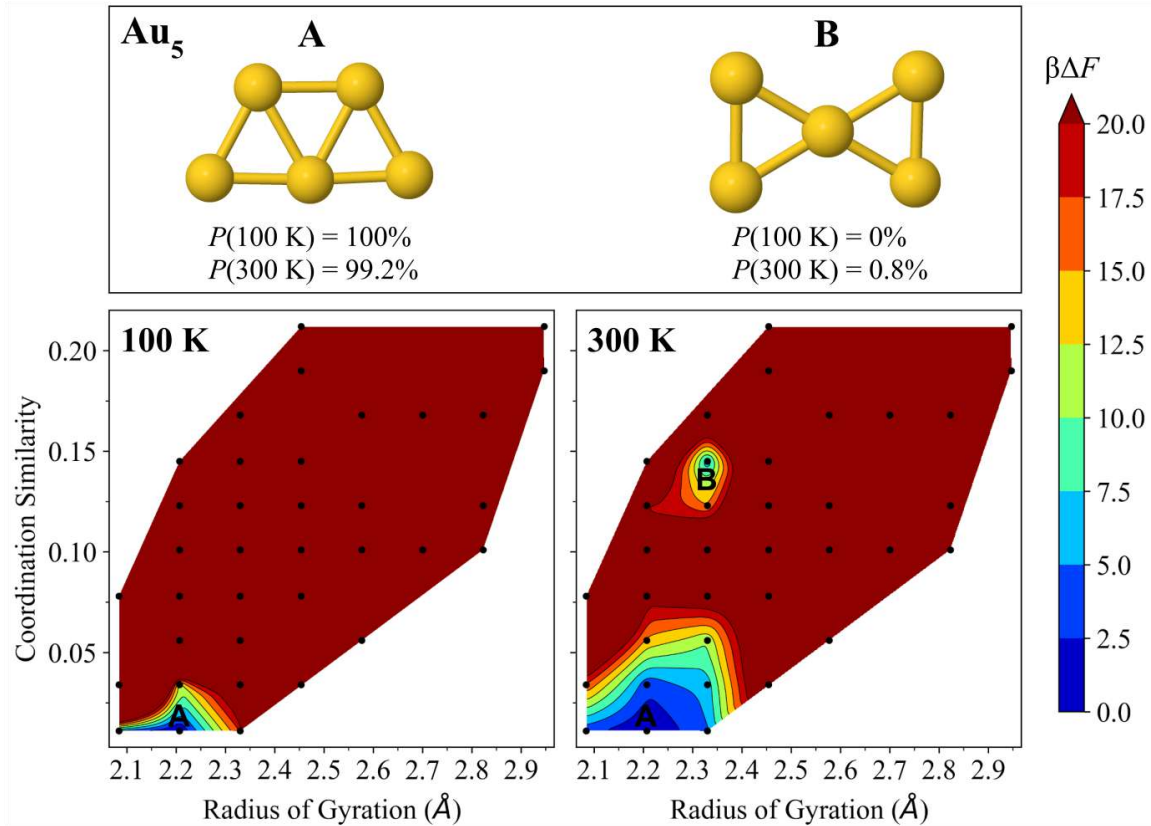 Au5
A
B
P(100 K) = 100%
P(300 K) = 99.2%
P(100 K) = 0%
P(300 K) = 0.8%
βΔF
20.0
17.5
15.0
12.5
10.0
7.5
5.0
2.5
0.0
100 K
300 K
Coordination Similarity
0.20
0.15
0.10
0.05
A
B
A
2.1 2.2 2.3 2.4 2.5 2.6 2.7 2.8 2.9
2.1 2.2 2.3 2.4 2.5 2.6 2.7 2.8 2.9
Radius of Gyration (Å)
Radius of Gyration (Å)